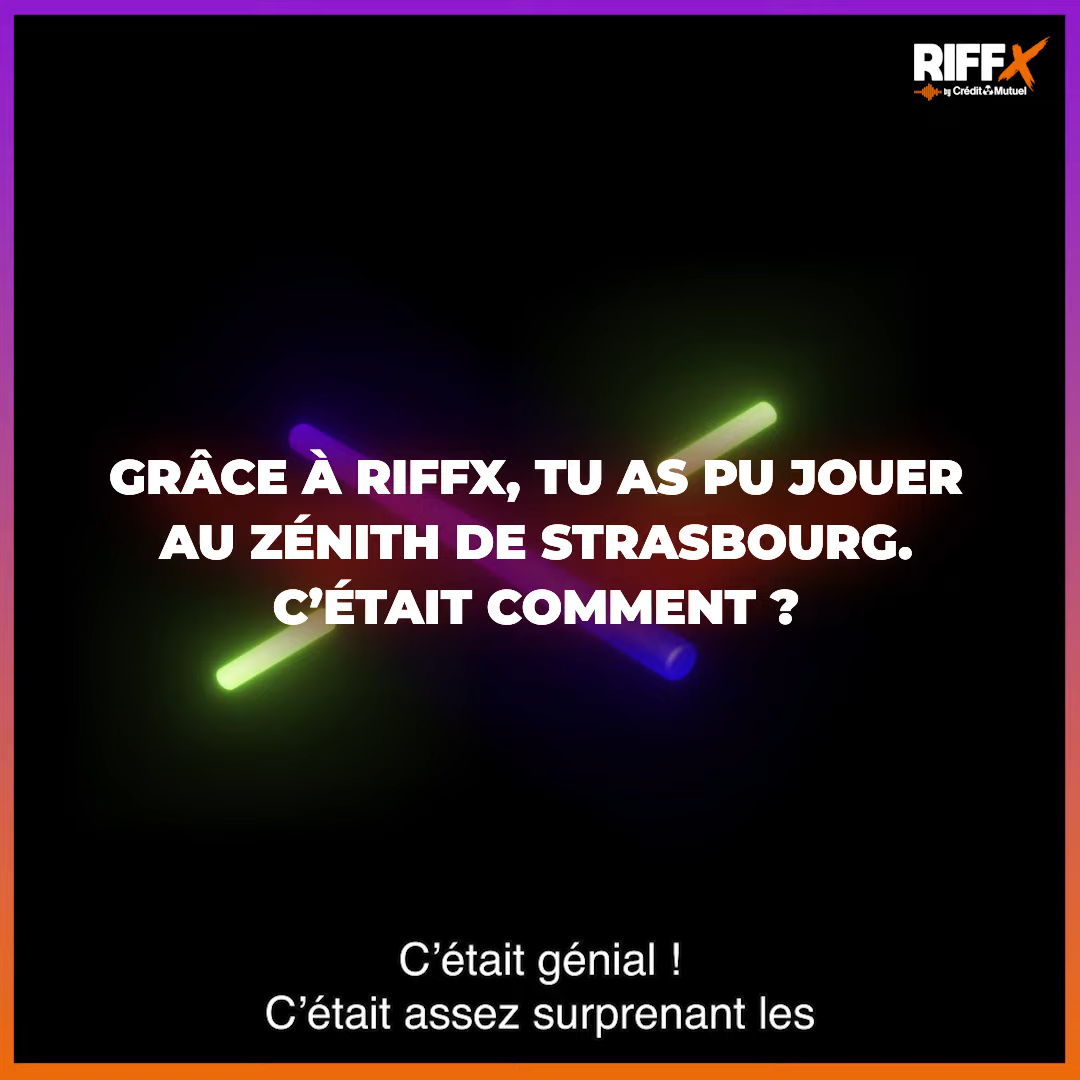 RIFFX
by Crédit Mutuel
GRÂCE À RIFFX, TU AS PU JOUER
AU ZÉNITH DE STRASBOURG.
C’ÉTAIT COMMENT ?
C’était génial !
C’était assez surprenant les